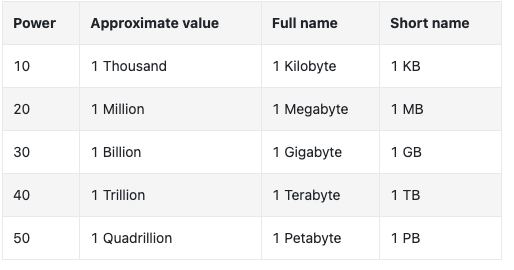 Power Approximate value Full name Short name
10 1 Thousand 1 Kilobyte 1 KB
20 1 Million 1 Megabyte 1 MB
30 1 Billion 1 Gigabyte 1 GB
40 1 Trillion 1 Terabyte 1 TB
50 1 Quadrillion 1 Petabyte 1 PB